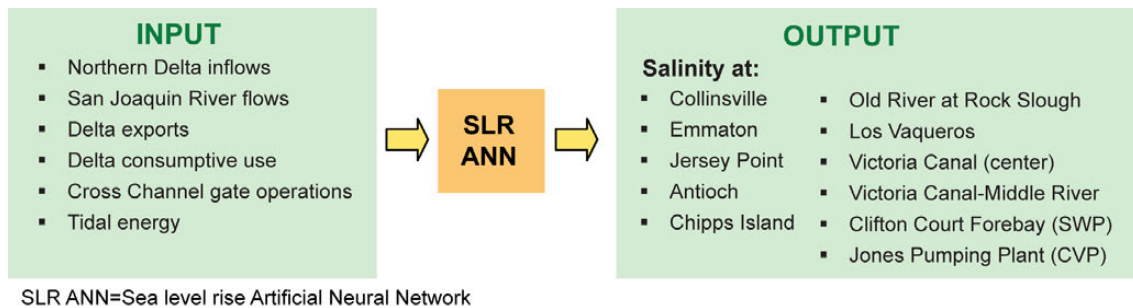 INPUT
▪ Northern Delta inflows
▪ San Joaquin River flows
▪ Delta exports
▪ Delta consumptive use
▪ Cross Channel gate operations
▪ Tidal energy
SLR
ANN
OUTPUT
Salinity at:
▪ Collinsville
▪ Emmaton
▪ Jersey Point
▪ Antioch
▪ Chipps Island
▪ Old River at Rock Slough
▪ Los Vaqueros
▪ Victoria Canal (center)
▪ Victoria Canal-Middle River
▪ Clifton Court Forebay (SWP)
▪ Jones Pumping Plant (CVP)
SLR ANN=Sea level rise Artificial Neural Network